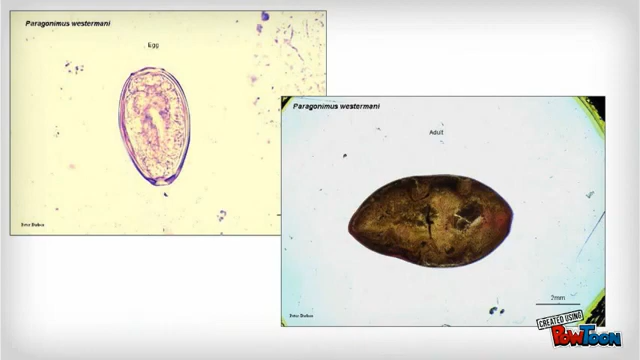 Paragonimus westermani
Egg
Paragonimus westermani
Adult
2mm
CREATED USING
POWTOON